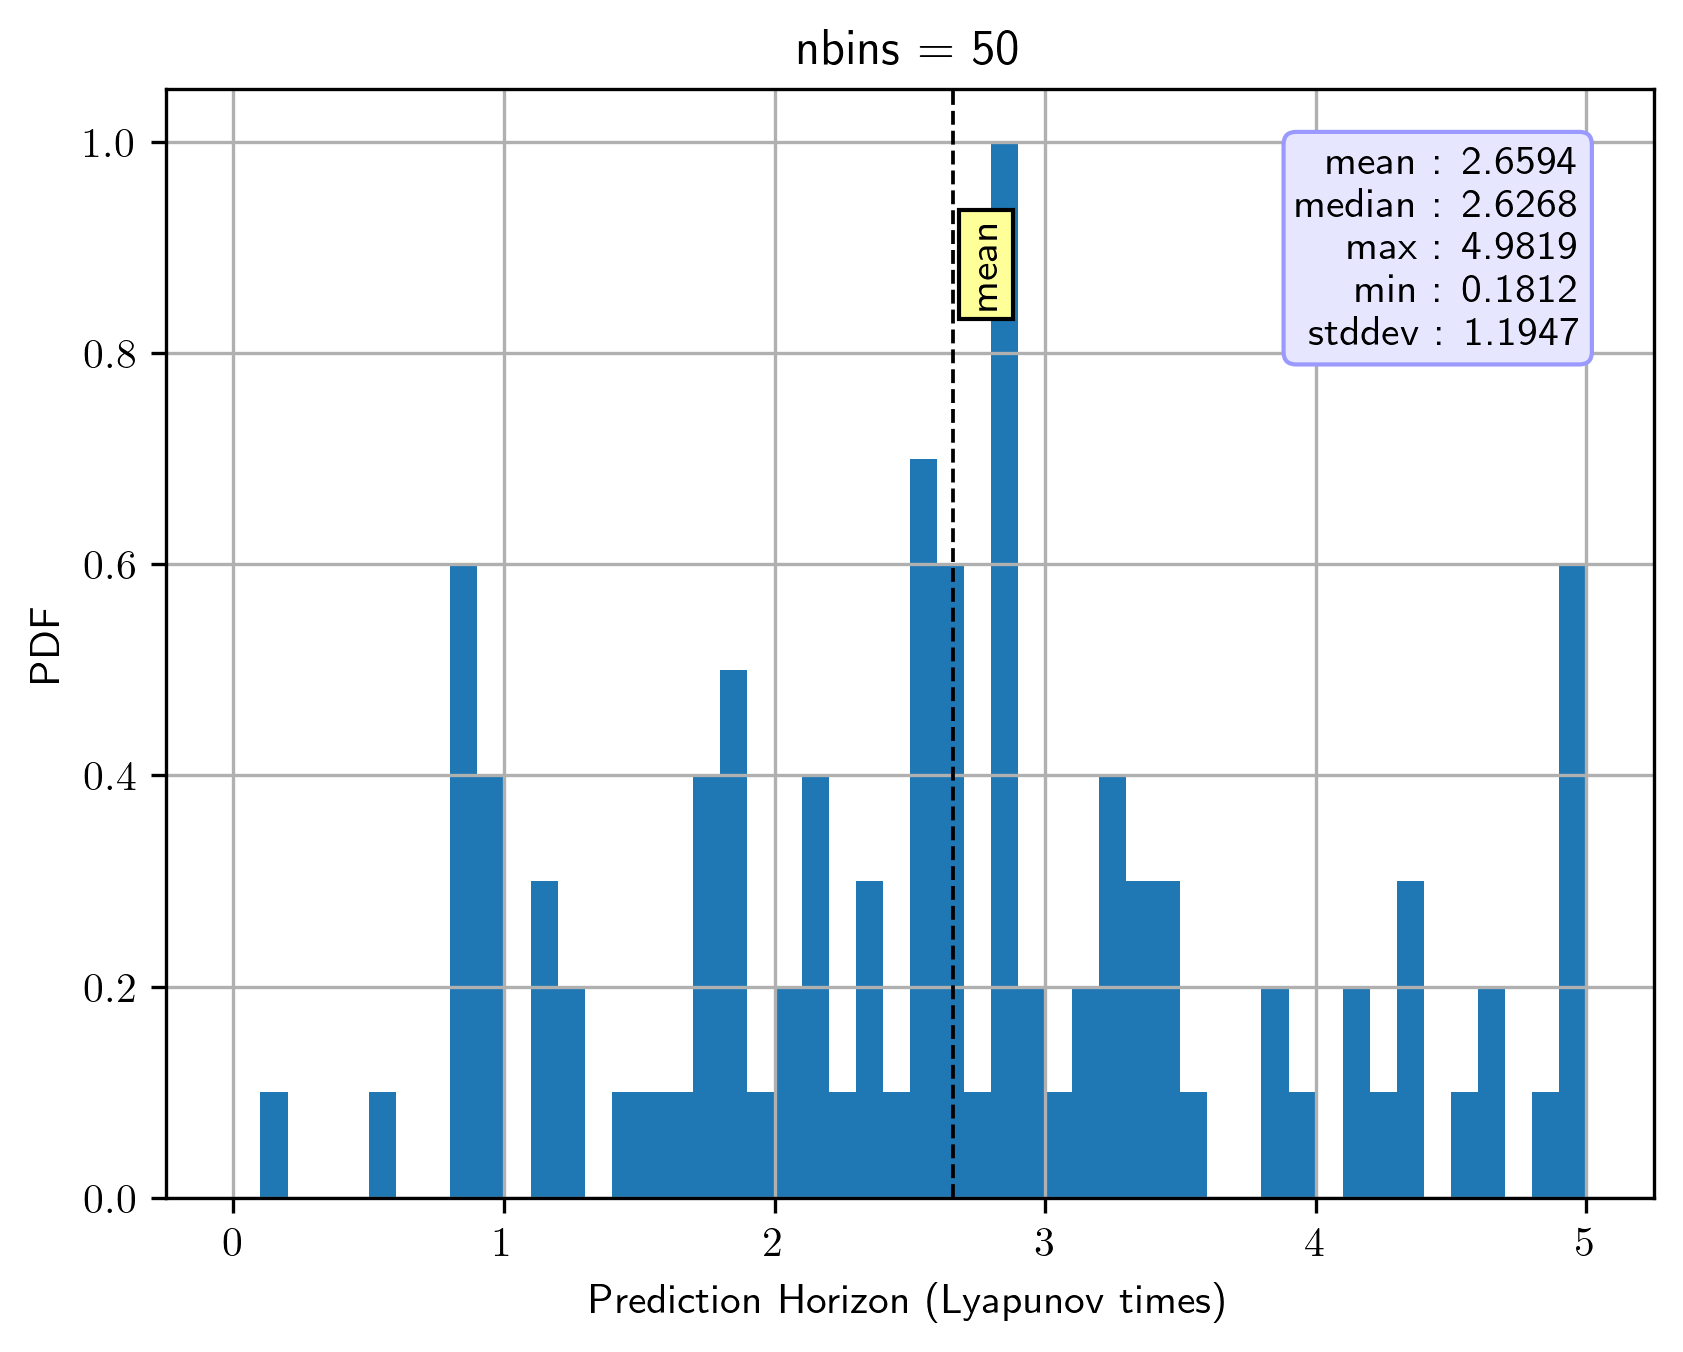 nbins = 50
1.0
0.8
0.6
0.4
0.2
0.0
PDF
mean
mean : 2.6594
median : 2.6268
max : 4.9819
min : 0.1812
stddev : 1.1947
0 1 2 3 4 5
Prediction Horizon (Lyapunov times)